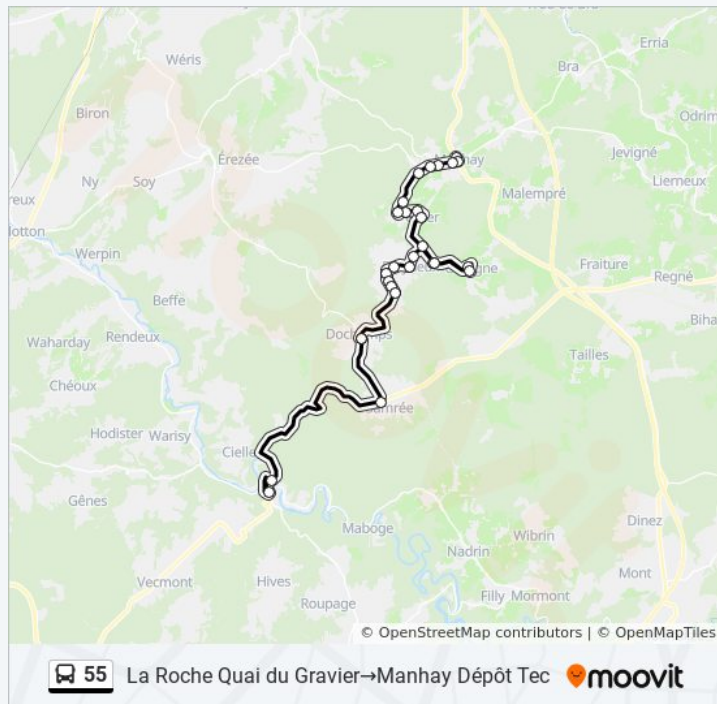 Wéris
Erria
Bra
Biron
Odrim
Érezée
Jevigné
Ny
Soy
Liemeux
Malempré
reux
lotton
Werpin
Fraiture
Regné
Beffe
Dochamps
Biha
Waharday
Rendeux
Tailles
Chéoux
Samrée
Hodister
Warisy
Cielle
Gênes
Maboge
Dinez
Wibrin
Nadrin
Vecmont
Hives
Mont
Filly
Mormont
Roupage
© OpenStreetMap contributors | © OpenMapTiles
55 La Roche Quai du Gravier→Manhay Dépôt Tec moovit